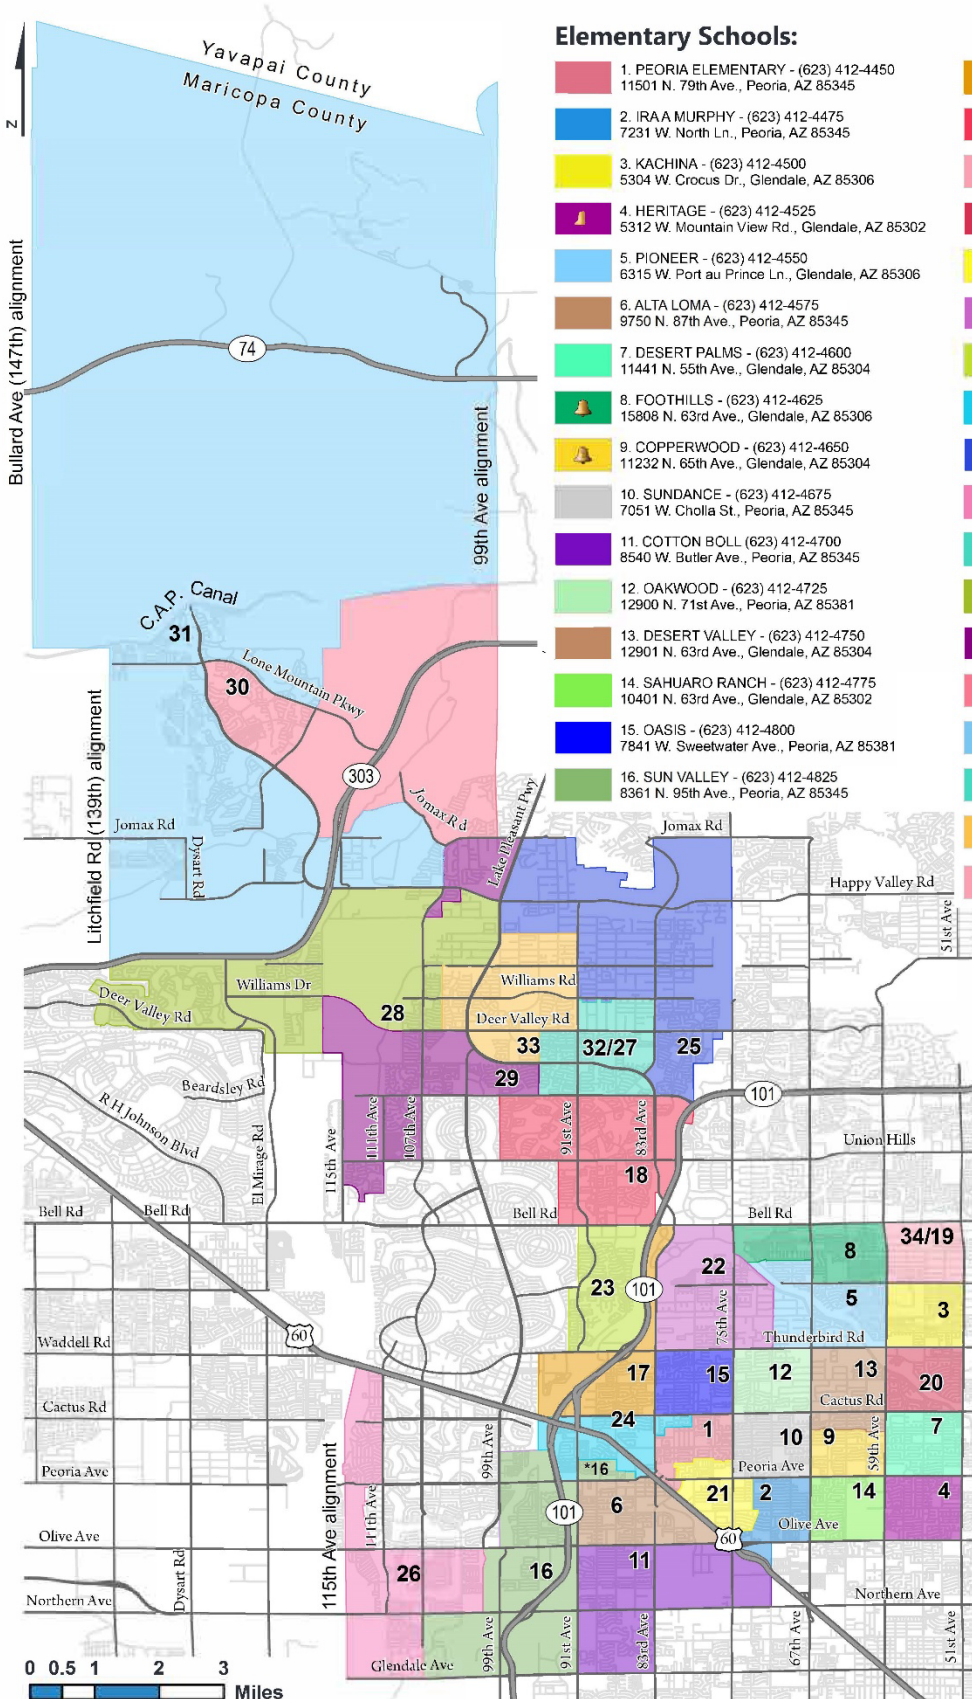 Elementary Schools:
1. PEORIA ELEMENTARY - (623) 412-4450
11501 N. 79th Ave., Peoria, AZ 85345
2. IRA A MURPHY - (623) 412-4475
7231 W. North Ln., Peoria, AZ 85345
3. KACHINA - (623) 412-4500
5304 W. Crocus Dr., Glendale, AZ 85306
4. HERITAGE - (623) 412-4525
5312 W. Mountain View Rd., Glendale, AZ 85302
5. PIONEER - (623) 412-4550
6315 W. Port au Prince Ln., Glendale, AZ 85306
6. ALTA LOMA - (623) 412-4575
9750 N. 87th Ave., Peoria, AZ 85345
7. DESERT PALMS - (623) 412-4600
11441 N. 55th Ave., Glendale, AZ 85304
8. FOOTHILLS - (623) 412-4625
15808 N. 63rd Ave., Glendale, AZ 85306
9. COPPERWOOD - (623) 412-4650
11232 N. 65th Ave., Glendale, AZ 85304
10. SUNDANCE - (623) 412-4675
7051 W. Cholla St., Peoria, AZ 85345
11. COTTON BOLL (623) 412-4700
8540 W. Butler Ave., Peoria, AZ 85345
12. OAKWOOD - (623) 412-4725
12900 N. 71st Ave., Peoria, AZ 85381
13. DESERT VALLEY - (623) 412-4750
12901 N. 63rd Ave., Glendale, AZ 85304
14. SAHUARO RANCH - (623) 412-4775
10401 N. 63rd Ave., Glendale, AZ 85302
15. OASIS - (623) 412-4800
7841 W. Sweetwater Ave., Peoria, AZ 85381
16. SUN VALLEY - (623) 412-4825
8361 N. 95th Ave., Peoria, AZ 85345
Z
Yavapai County
Maricopa County
Bullard Ave (147th) alignment
74
99th Ave alignment
C.A.P. Canal
31
30
Lone Mountain Pkwy
Litchfield Rd (139th) alignment
303
Jomax Rd
Jomax Rd
Lake Pleasant Pwy
Jomax Rd
Dysart Rd
Happy Valley Rd
51st Ave
Williams Dr
Williams Rd
Deer Valley Rd
28
Deer Valley Rd
33
32/27
25
29
Beardsley Rd
R H Johnson Blvd
101
El Mirage Rd
115th Ave
111th Ave
107th Ave
91st Ave
83rd Ave
Union Hills
18
Bell Rd
Bell Rd
Bell Rd
Bell Rd
34/19
8
22
23
101
5
3
75th Ave
Waddell Rd
60
Thunderbird Rd
17
15
12
13
20
Cactus Rd
Cactus Rd
24
1
10
9
59th Ave
7
99th Ave
Peoria Ave
*16
Peoria Ave
115th Ave alignment
111th Ave
101
6
21
2
14
4
Olive Ave
Olive Ave
60
Dysart Rd
26
16
11
Northern Ave
Northern Ave
99th Ave
91st Ave
83rd Ave
67th Ave
51st Ave
Glendale Ave
0 0.5 1 2 3
Miles